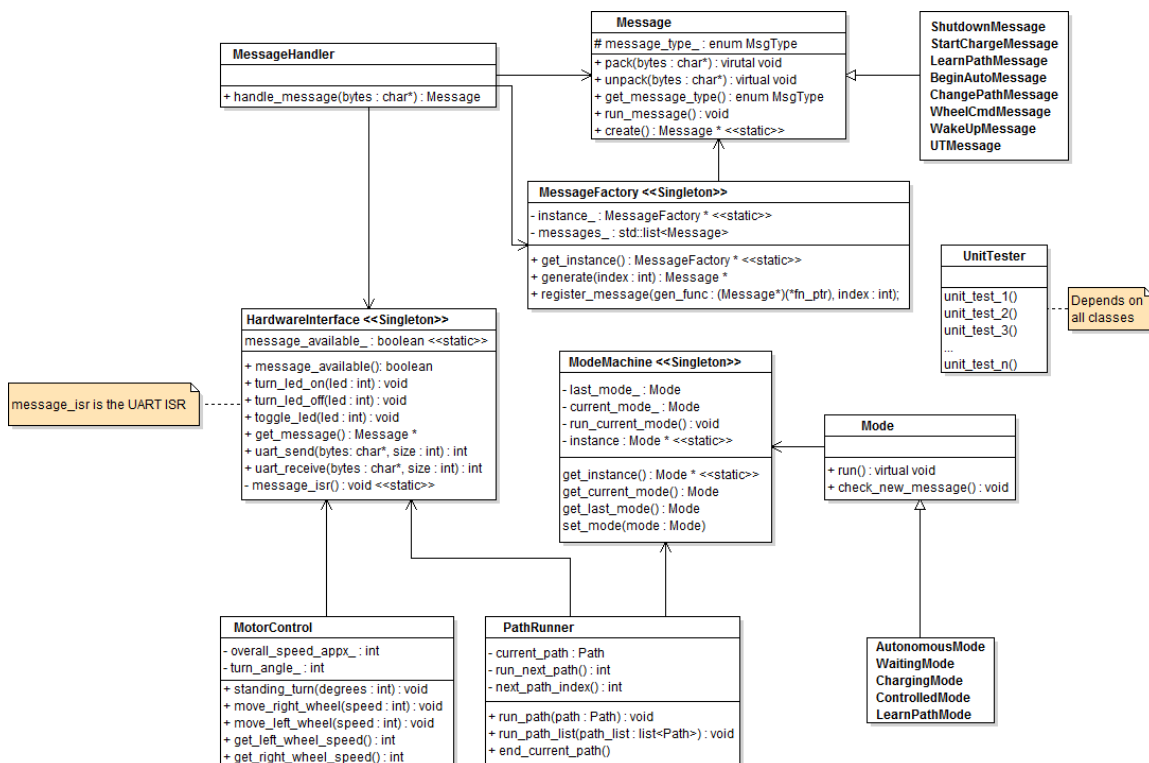 MessageHandler
+ handle_message(bytes : char*) : Message
Message
# message_type_ : enum MsgType
+ pack(bytes : char*) : virutal void
+ unpack(bytes : char*) : virtual void
+ get_message_type() : enum MsgType
+ run_message() : void
+ create() : Message * <<static>>
ShutdownMessage
StartChargeMessage
LearnPathMessage
BeginAutoMessage
ChangePathMessage
WheelCmdMessage
WakeUpMessage
UTMessage
MessageFactory <<Singleton>>
- instance_ : MessageFactory * <<static>>
- messages_ : std::list<Message>
+ get_instance() : MessageFactory * <<static>>
+ generate(index : int) : Message *
+ register_message(gen_func : (Message*)(*fn_ptr), index : int);
UnitTester
unit_test_1()
unit_test_2()
unit_test_3()
...
unit_test_n()
Depends on
all classes
HardwareInterface <<Singleton>>
message_available_ : boolean <<static>>
+ message_available(): boolean
+ turn_led_on(led : int) : void
+ turn_led_off(led : int) : void
+ toggle_led(led : int) : void
+ get_message() : Message *
+ uart_send(bytes: char*, size : int) : int
+ uart_receive(bytes : char*, size : int) : int
- message_isr() : void <<static>>
message_isr is the UART ISR
ModeMachine <<Singleton>>
- last_mode_ : Mode
- current_mode_ : Mode
- run_current_mode() : void
- instance : Mode * <<static>>
get_instance() : Mode * <<static>>
get_current_mode() : Mode
get_last_mode() : Mode
set_mode(mode : Mode)
Mode
+ run() : virtual void
+ check_new_message() : void
MotorControl
- overall_speed_appx_ : int
- turn_angle_ : int
+ standing_turn(degrees : int) : void
+ move_right_wheel(speed : int) : void
+ move_left_wheel(speed : int) : void
+ get_left_wheel_speed() : int
+ get_right_wheel_speed() : int
PathRunner
- current_path : Path
- run_next_path() : int
- next_path_index() : int
+ run_path(path : Path) : void
+ run_path_list(path_list : list<Path>) : void
+ end_current_path()
AutonomousMode
WaitingMode
ChargingMode
ControlledMode
LearnPathMode